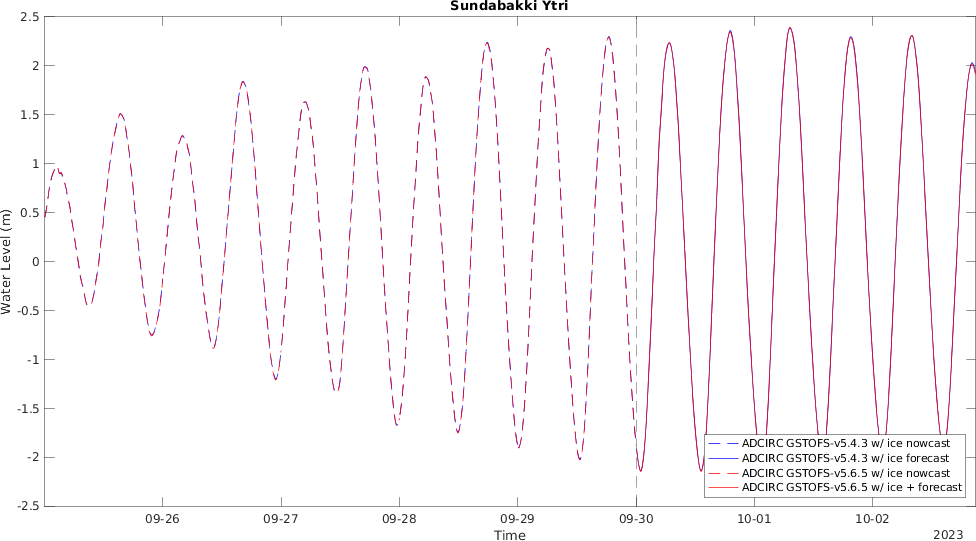 Sundabakki Ytri
2.5
2
1.5
1
0.5
0
-0.5
-1
-1.5
-2
-2.5
Water Level (m)
09-26
09-27
09-28
09-29
09-30
10-01
10-02
Time
2023
ADCIRC GSTOFS-v5.4.3 w/ ice nowcast
ADCIRC GSTOFS-v5.4.3 w/ ice forecast
ADCIRC GSTOFS-v5.6.5 w/ ice nowcast
ADCIRC GSTOFS-v5.6.5 w/ ice + forecast